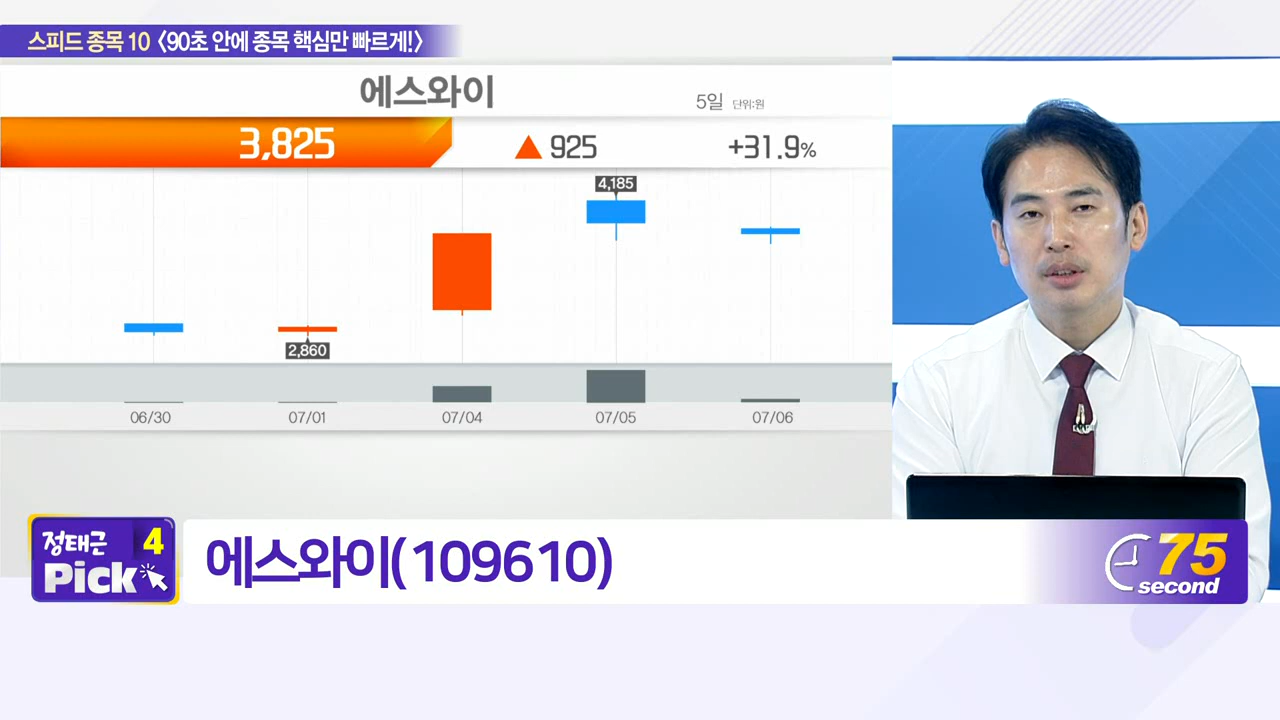 스피드 종목 10 <90초 안에 종목 핵심만 빠르게!>
에스와이
5일 단위:원
3,825 ▲ 925 +31.9%
4,185
2,860
06/30 07/01 07/04 07/05 07/06
정태근 4
Pick
에스와이(109610)
75
second